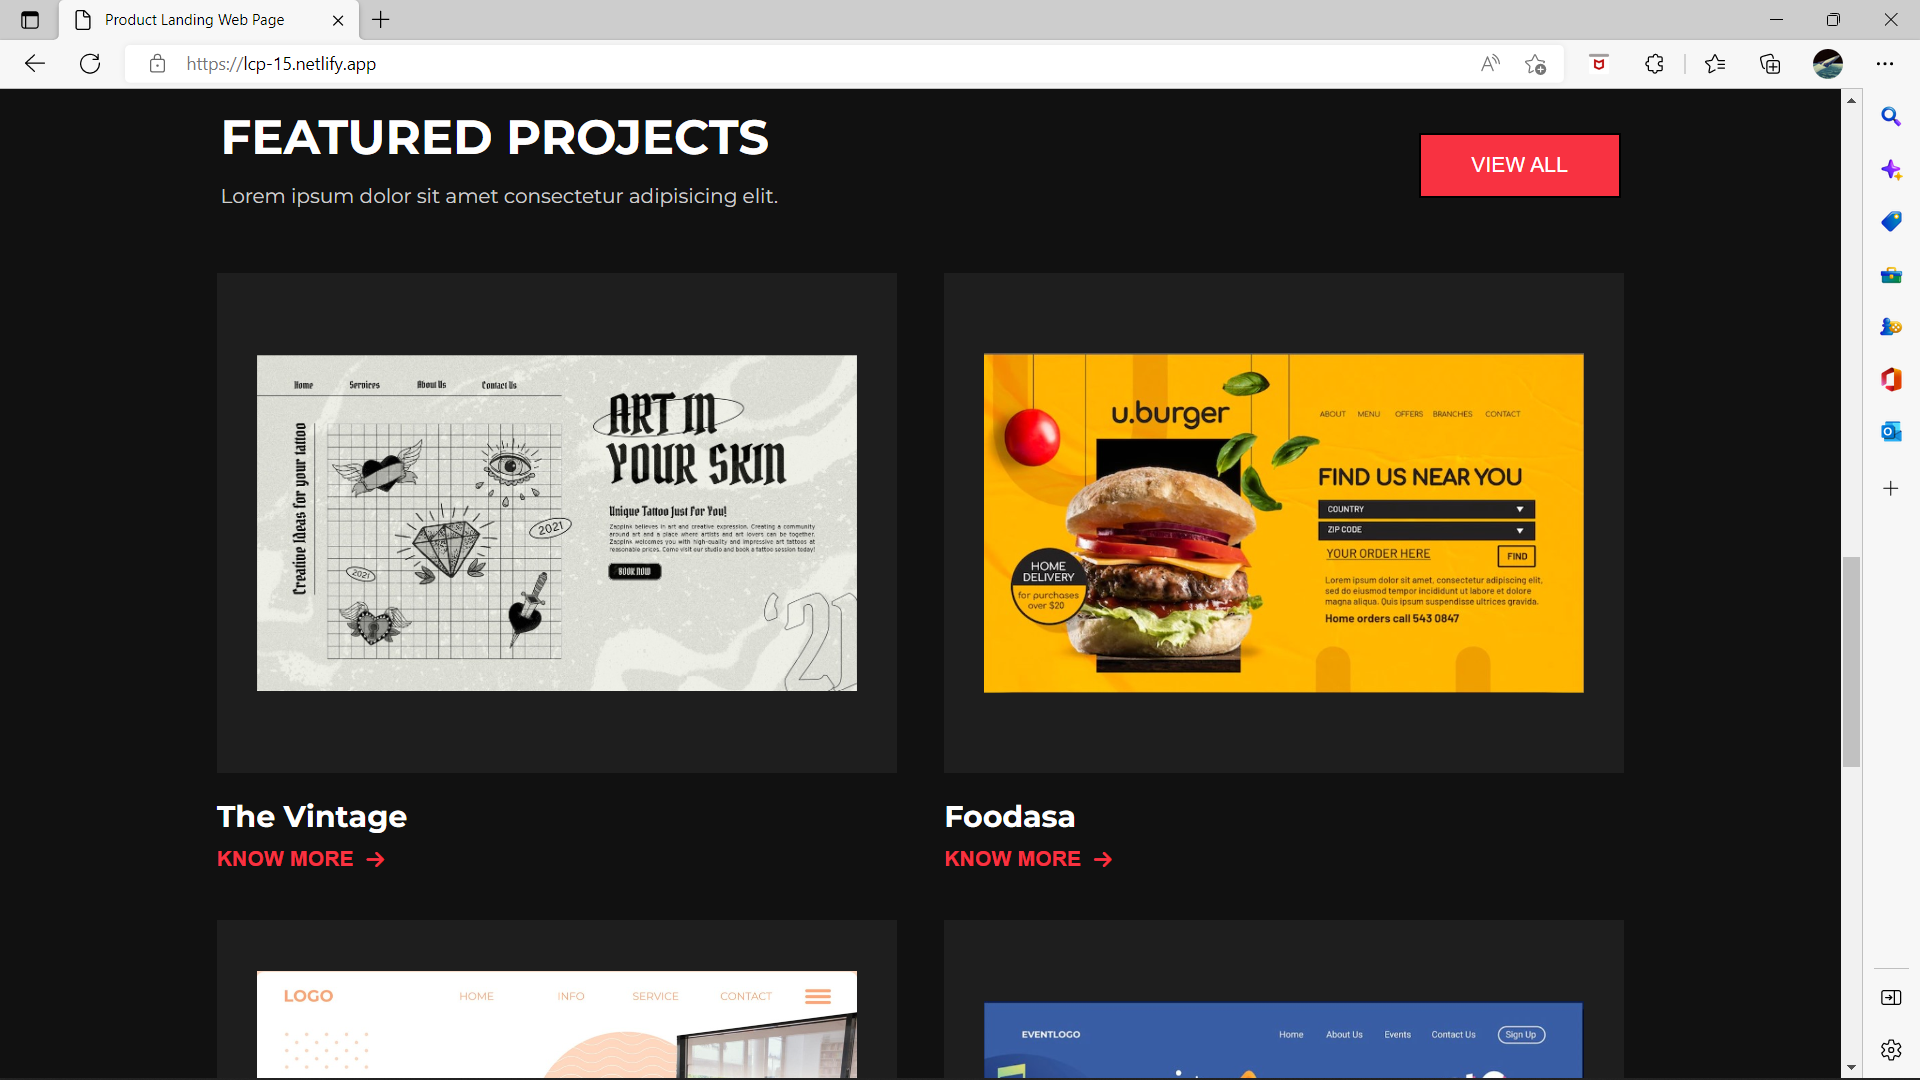 Product Landing Web Page
https://lcp-15.netlify.app
FEATURED PROJECTS
VIEW ALL
Lorem ipsum dolor sit amet consectetur adipisicing elit.
Home Services About Us Contact Us
ART IN
YOUR SKIN
Creative Ideas for your tattoo
Unique Tattoo Just For You!
Zappink believes in art and creative expression. Creating a community
around art and a place where artists and art lovers can be together.
Zappink welcomes you with high-quality and impressive art tattoos at
reasonable prices. Come visit our studio and book a tattoo session today!
BOOK NOW
2021
2021
'21
u.burger
ABOUT MENU OFFERS BRANCHES CONTACT
FIND US NEAR YOU
COUNTRY
ZIP CODE
YOUR ORDER HERE
FIND
HOME
DELIVERY
for purchases
over $20
Lorem ipsum dolor sit amet, consectetur adipiscing elit,
sed do eiusmod tempor incididunt ut labore et dolore
magna aliqua. Quis ipsum suspendisse ultrices gravida.
Home orders call 543 0847
The Vintage
KNOW MORE →
Foodasa
KNOW MORE →
LOGO HOME INFO SERVICE CONTACT
EVENTLOGO Home About Us Events Contact Us Sign Up